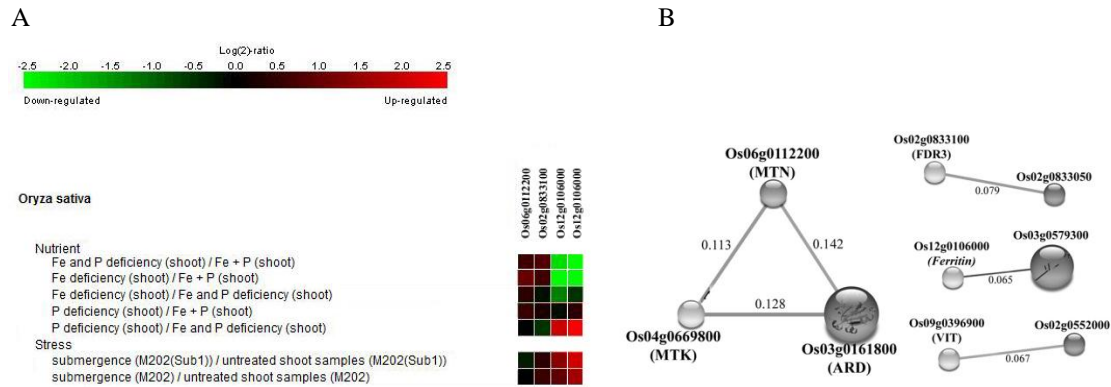 A
Log(2)-ratio
-2.5 -2.0 -1.5 -1.0 -0.5 0.0 0.5 1.0 1.5 2.0 2.5
Down-regulated Up-regulated
Oryza sativa
Os06g0112200
Os02g0833100
Os12g0106000
Os12g0106000
Nutrient
Fe and P deficiency (shoot) / Fe + P (shoot)
Fe deficiency (shoot) / Fe + P (shoot)
Fe deficiency (shoot) / Fe and P deficiency (shoot)
P deficiency (shoot) / Fe + P (shoot)
P deficiency (shoot) / Fe and P deficiency (shoot)
Stress
submergence (M202(Sub1)) / untreated shoot samples (M202(Sub1))
submergence (M202) / untreated shoot samples (M202)
B
Os06g0112200
(MTN)
0.113
0.142
0.128
Os04g0669800
(MTK)
Os03g0161800
(ARD)
Os02g0833100
(FDR3)
Os02g0833050
0.079
Os12g0106000
(Ferritin)
Os03g0579300
0.065
Os09g0396900
(VIT)
Os02g0552000
0.067